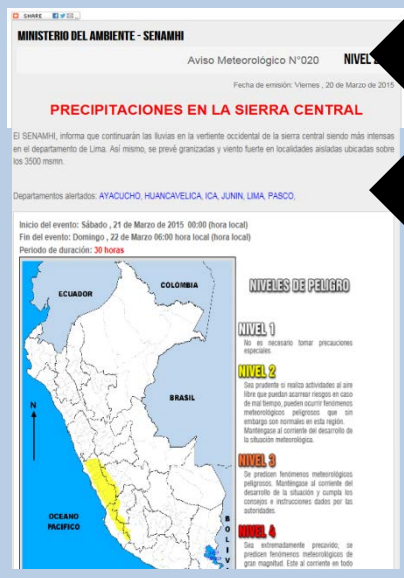 SHARE
MINISTERIO DEL AMBIENTE - SENAMHI
Aviso Meteorológico N°020 NIVEL 2
Fecha de emisión: Viernes , 20 de Marzo de 2015
PRECIPITACIONES EN LA SIERRA CENTRAL
El SENAMHI, informa que continuarán las lluvias en la vertiente occidental de la sierra central siendo más intensas
en el departamento de Lima. Así mismo, se prevé granizadas y viento fuerte en localidades aisladas ubicadas sobre
los 3500 msmn.
Departamentos alertados: AYACUCHO, HUANCAVELICA, ICA, JUNIN, LIMA, PASCO,
Inicio del evento: Sábado , 21 de Marzo de 2015 00:00 (hora local)
Fin del evento: Domingo , 22 de Marzo 06:00 hora local (hora local)
Periodo de duración: 30 horas
ECUADOR
COLOMBIA
BRASIL
N
OCEANO
PACIFICO
B
O
L
I
V
NIVELES DE PELIGRO
NIVEL 1
No es necesario tomar precauciones
especiales
NIVEL 2
Sea prudente si realiza actividades al aire
libre que puedan acarrear riesgos en caso
de mal tiempo, pueden ocurrir fenómenos
meteorológicos peligrosos que sin
embargo son normales en esta región.
Manténgase al corriente del desarrollo de
la situación meteorológica.
NIVEL 3
Se predicen fenómenos meteorológicos
peligrosos. Manténgase al corriente del
desarrollo de la situación y cumpla los
consejos e instrucciones dados por las
autoridades.
NIVEL 4
Sea extremadamente precavido, se
predicen fenómenos meteorológicos de
gran magnitud. Este al corriente en todo